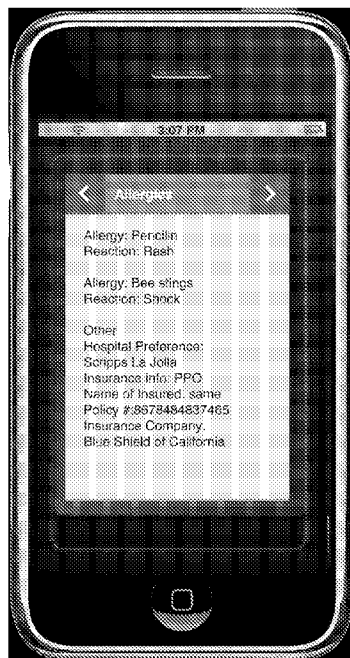 3:07 PM
Allergies
Allergy: Pencilin
Reaction: Rash
Allergy: Bee stings
Reaction: Shock
Other
Hospital Preference:
Scripps La Jolla
Insurance info: PPO
Name of Insured: same
Policy #:8678484837465
Insurance Company:
Blue Shield of California